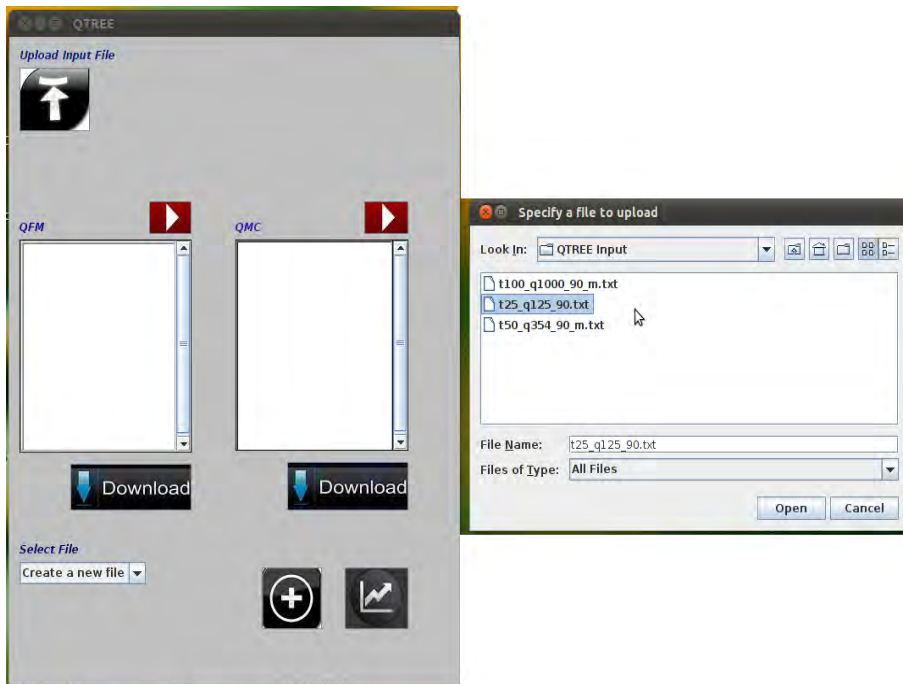 QTREE
Upload Input File
QFM
QMC
Download
Download
Select File
Create a new file
Specify a file to upload
Look In: QTREE Input
t100_q1000_90_m.txt
t25_q125_90.txt
t50_q354_90_m.txt
File Name: t25_q125_90.txt
Files of Type: All Files
Open Cancel